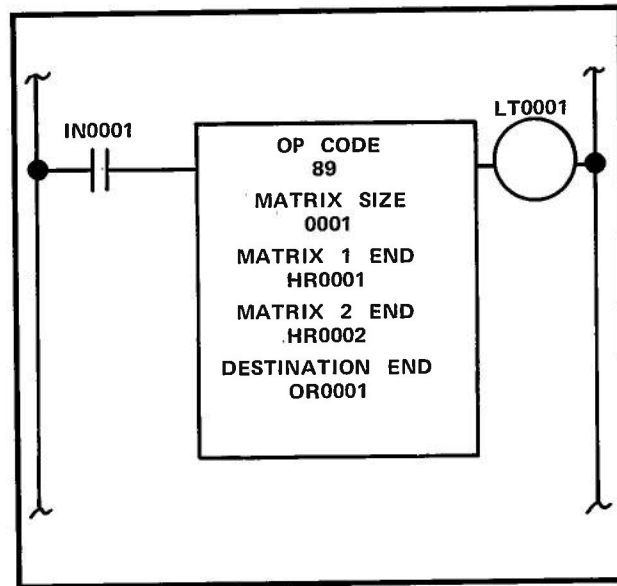 IN0001
LT0001
OP CODE
89
MATRIX SIZE
0001
MATRIX 1 END
HR0001
MATRIX 2 END
HR0002
DESTINATION END
OR0001